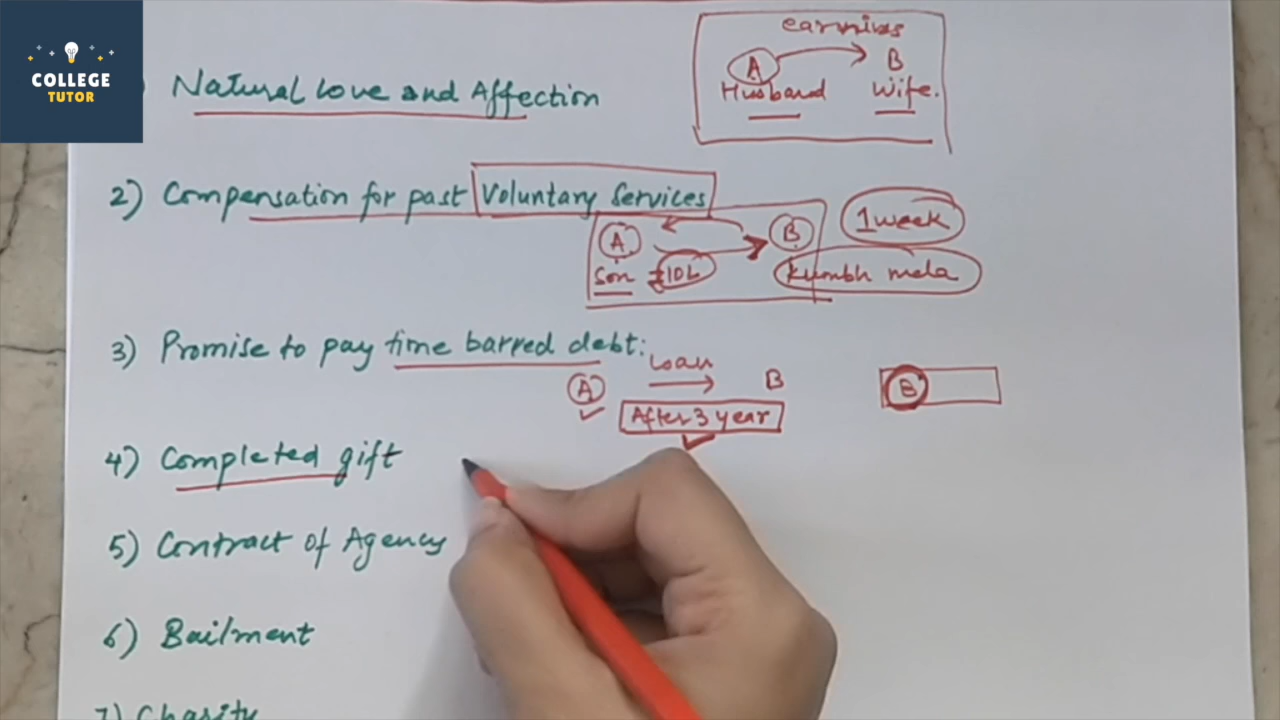 COLLEGE
TUTOR
earnings
A B
Husband Wife.
) Natural Love and Affection
2) Compensation for past Voluntary Services
A B 1 week
Son ₹10L Kumbh mela
3) Promise to pay time barred debt:
Loan
A B B
After 3 year
4) Completed gift
5) Contract of Agency
6) Bailment
7) Charity